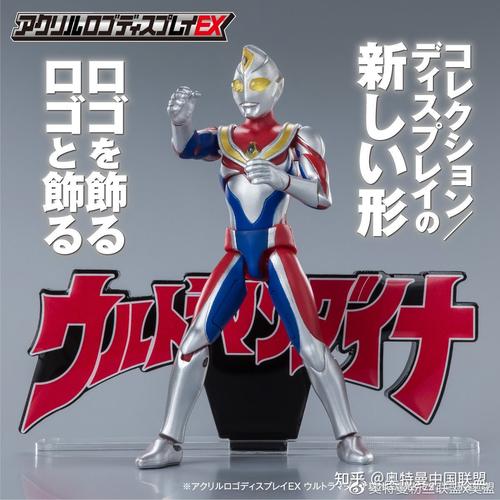 アクリルロゴディスプレイEX
コレクション/
ディスプレイの
新しい形
ロゴを飾る
ロゴと飾る
ウルトラマンダイナ
※アクリルロゴディスプレイEX ウルトラマ
知乎 @奥特曼中国联盟